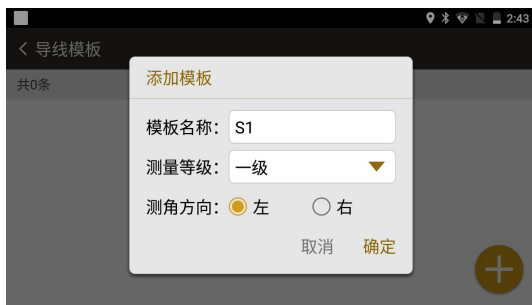 2:43
导线模板
共0条
添加模板
模板名称： S1
测量等级： 一级
测角方向： 左 右
取消 确定